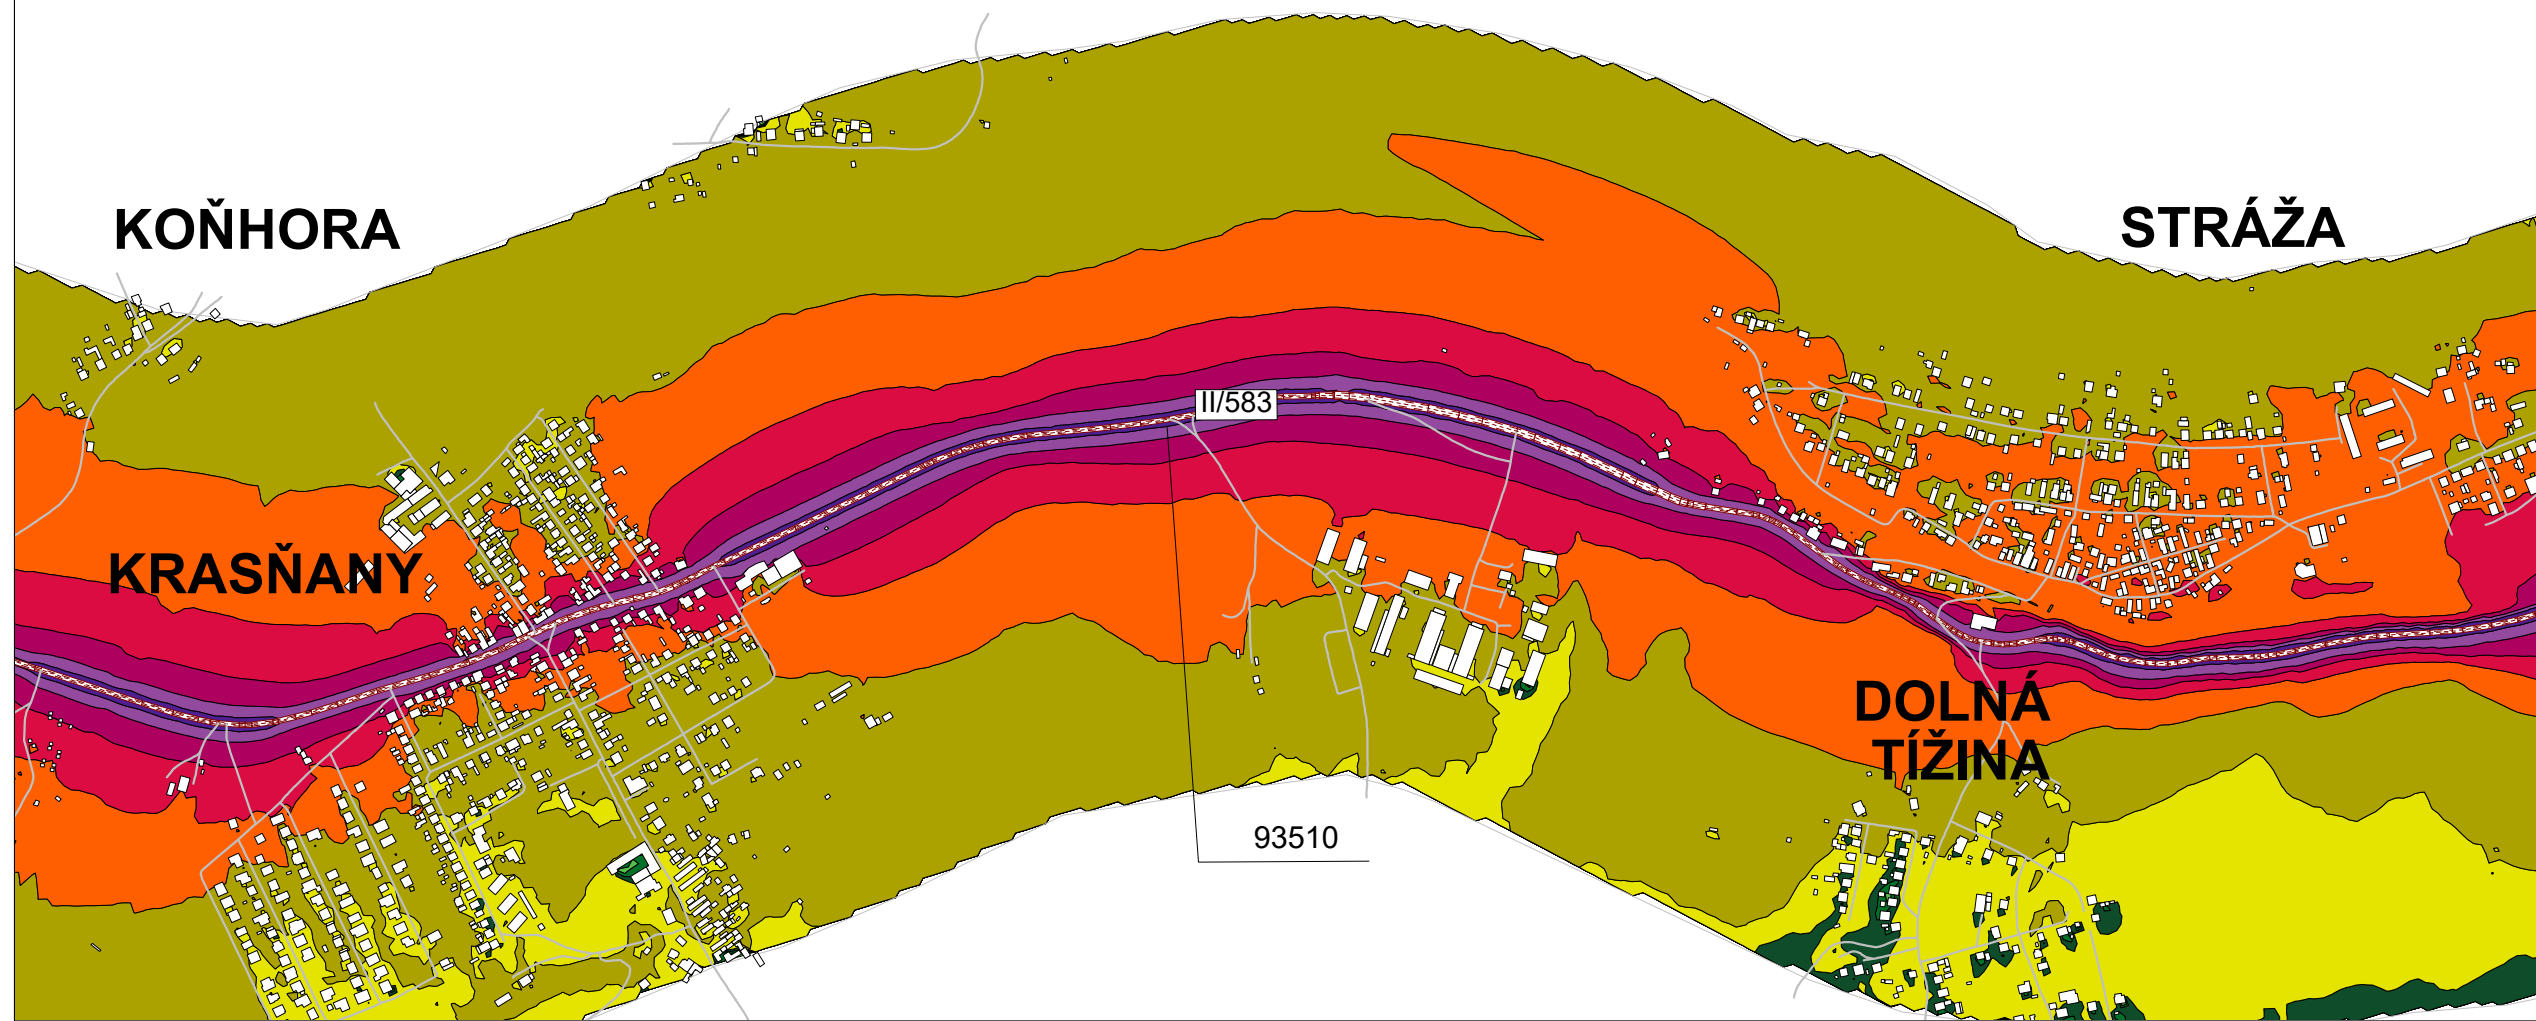 KOŇHORA
STRÁŽA
II/583
KRASŇANY
DOLNÁ
TÍŽINA
93510